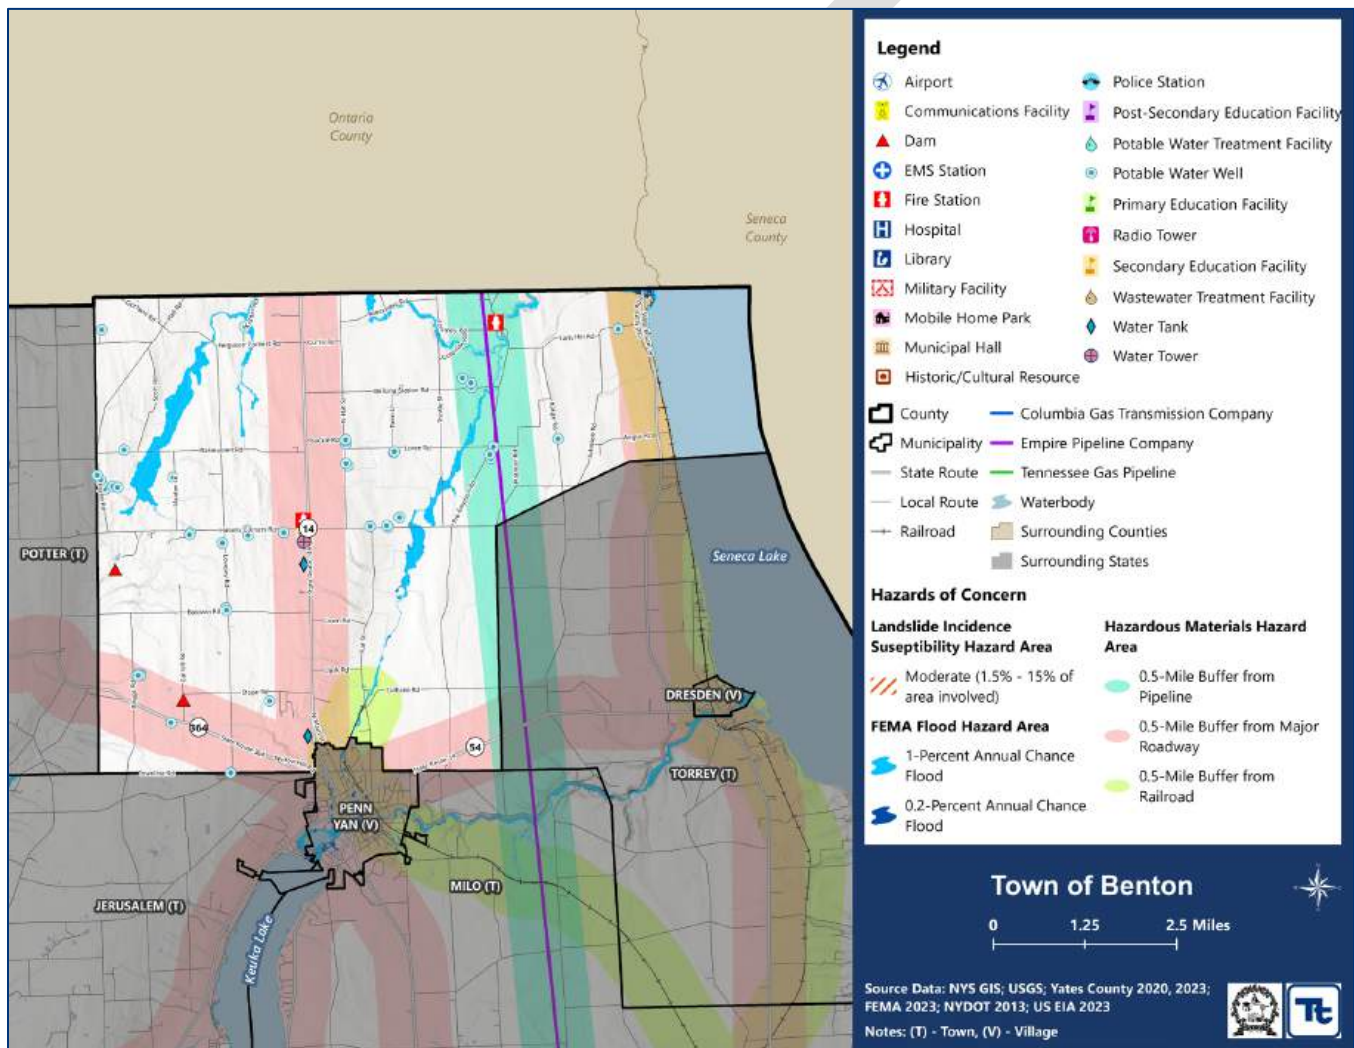 Ontario
County
Seneca
County
POTTER (T)
14
364
54
Seneca Lake
DRESDEN (V)
TORREY (T)
PENN
YAN (V)
MILO (T)
JERUSALEM (T)
Keuka Lake
Legend
Airport
Communications Facility
Dam
EMS Station
Fire Station
Hospital
Library
Military Facility
Mobile Home Park
Municipal Hall
Historic/Cultural Resource
Police Station
Post-Secondary Education Facility
Potable Water Treatment Facility
Potable Water Well
Primary Education Facility
Radio Tower
Secondary Education Facility
Wastewater Treatment Facility
Water Tank
Water Tower
County
Municipality
State Route
Local Route
Railroad
Columbia Gas Transmission Company
Empire Pipeline Company
Tennessee Gas Pipeline
Waterbody
Surrounding Counties
Surrounding States
Hazards of Concern
Landslide Incidence
Suseptibility Hazard Area
Moderate (1.5% - 15% of
area involved)
FEMA Flood Hazard Area
1-Percent Annual Chance
Flood
0.2-Percent Annual Chance
Flood
Hazardous Materials Hazard
Area
0.5-Mile Buffer from
Pipeline
0.5-Mile Buffer from Major
Roadway
0.5-Mile Buffer from
Railroad
Town of Benton
0 1.25 2.5 Miles
Source Data: NYS GIS; USGS; Yates County 2020, 2023;
FEMA 2023; NYDOT 2013; US EIA 2023
Notes: (T) - Town, (V) - Village
Tt